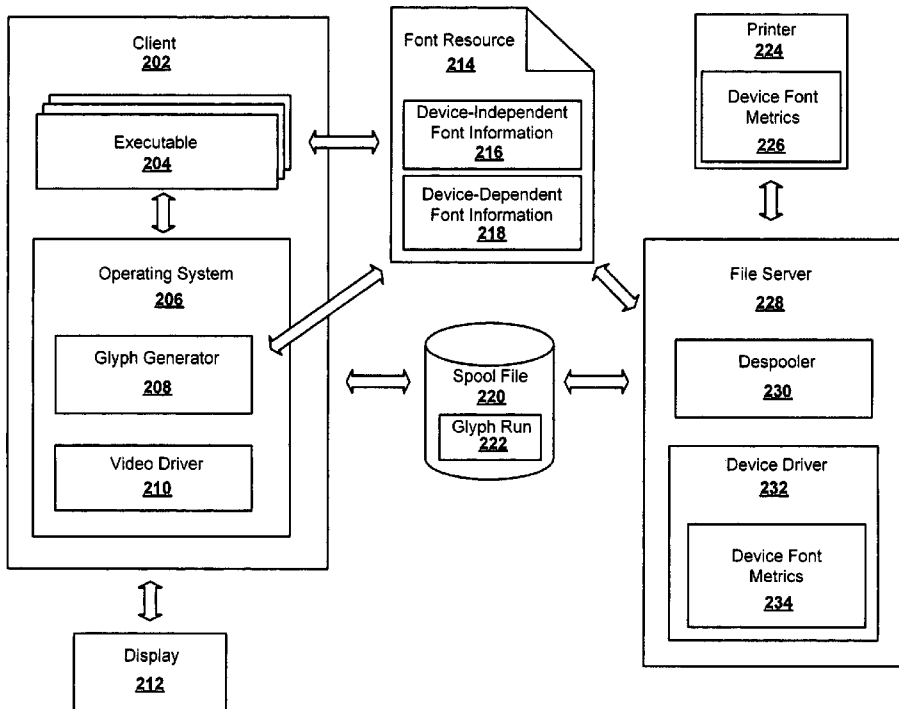 Client
202
Executable
204
Operating System
206
Glyph Generator
208
Video Driver
210
Display
212
Font Resource
214
Device-Independent
Font Information
216
Device-Dependent
Font Information
218
Spool File
220
Glyph Run
222
Printer
224
Device Font
Metrics
226
File Server
228
Despooler
230
Device Driver
232
Device Font
Metrics
234